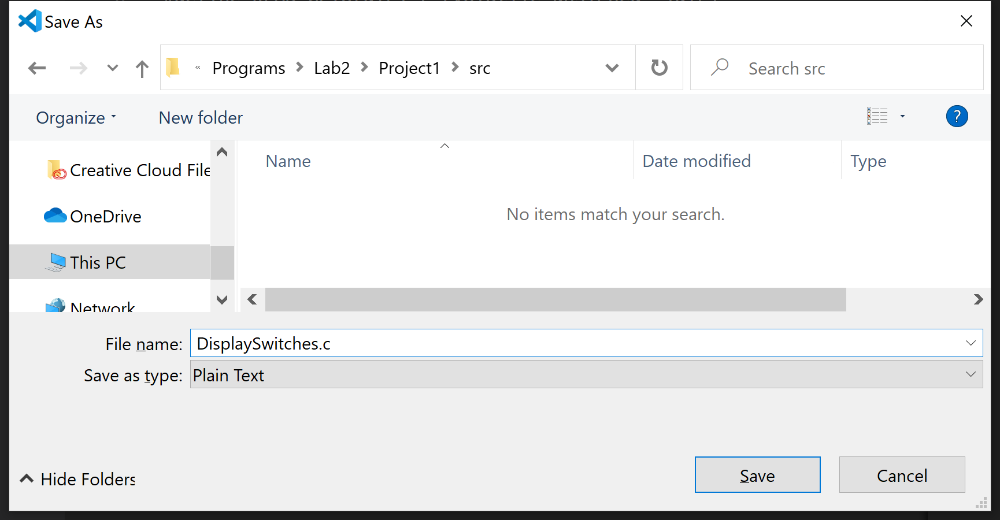 Save As
« Programs > Lab2 > Project1 > src
Search src
Organize
New folder
?
Creative Cloud File
OneDrive
This PC
Network
Name
Date modified
Type
No items match your search.
File name: DisplaySwitches.c
Save as type: Plain Text
Hide Folders
Save
Cancel